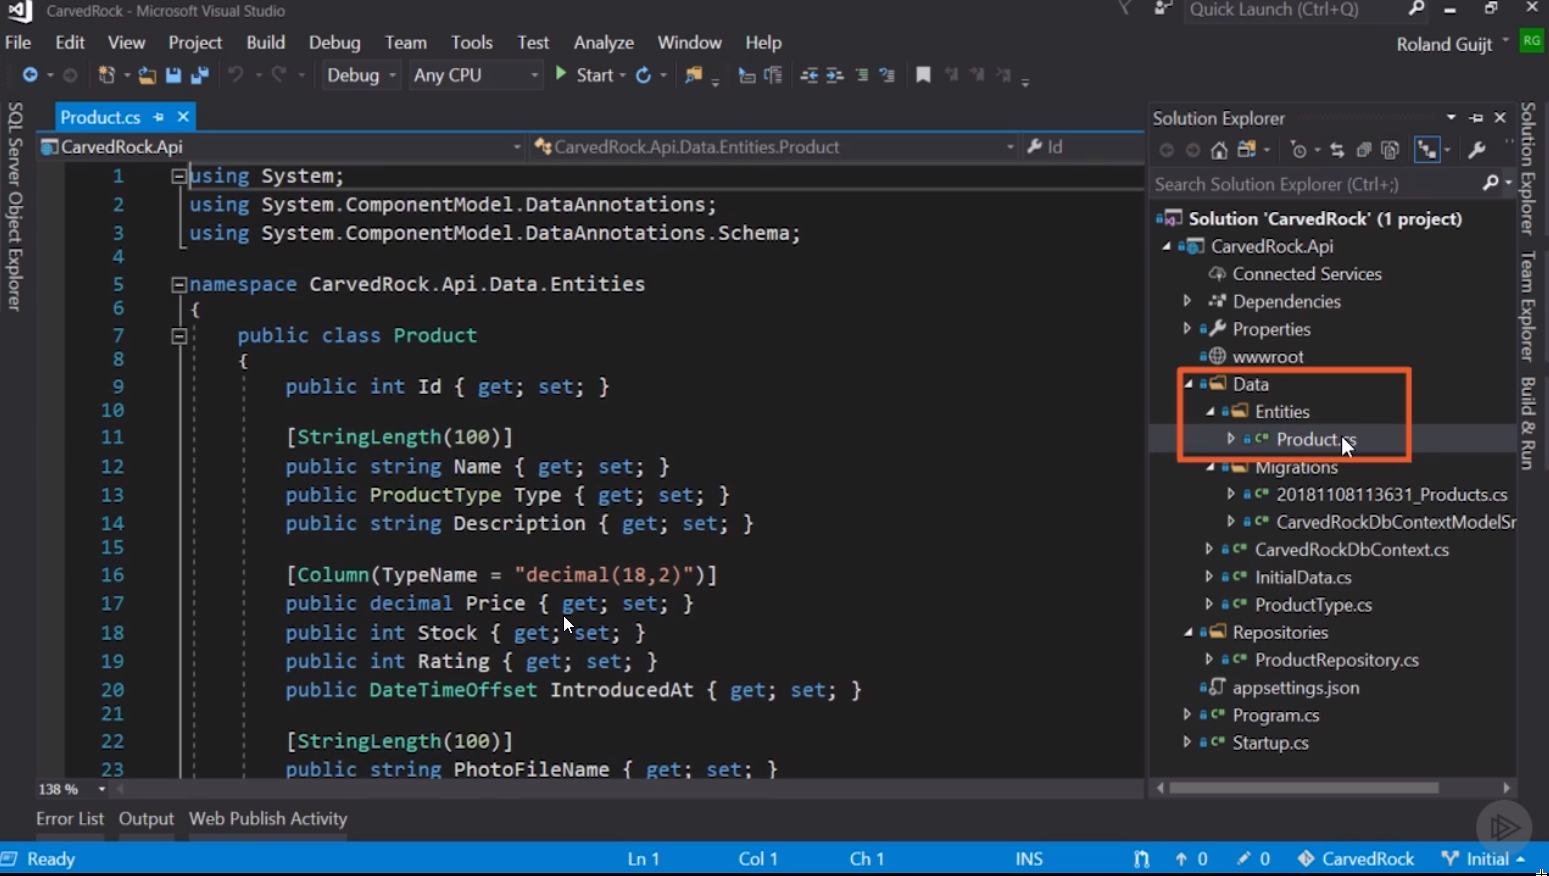 CarvedRock - Microsoft Visual Studio
Quick Launch (Ctrl+Q)
File Edit View Project Build Debug Team Tools Test Analyze Window Help
Roland Guijt RG
Debug Any CPU Start
SQL Server Object Explorer
Product.cs
CarvedRock.Api CarvedRock.Api.Data.Entities.Product Id
1 using System;
2 using System.ComponentModel.DataAnnotations;
3 using System.ComponentModel.DataAnnotations.Schema;
4
5 namespace CarvedRock.Api.Data.Entities
6 {
7 public class Product
8 {
9 public int Id { get; set; }
10
11 [StringLength(100)]
12 public string Name { get; set; }
13 public ProductType Type { get; set; }
14 public string Description { get; set; }
15
16 [Column(TypeName = "decimal(18,2)")]
17 public decimal Price { get; set; }
18 public int Stock { get; set; }
19 public int Rating { get; set; }
20 public DateTimeOffset IntroducedAt { get; set; }
21
22 [StringLength(100)]
23 public string PhotoFileName { get; set; }
138 %
Solution Explorer
Search Solution Explorer (Ctrl+;)
Solution 'CarvedRock' (1 project)
CarvedRock.Api
Connected Services
Dependencies
Properties
wwwroot
Data
Entities
Product.cs
Migrations
20181108113631_Products.cs
CarvedRockDbContextModelSn
CarvedRockDbContext.cs
InitialData.cs
ProductType.cs
Repositories
ProductRepository.cs
appsettings.json
Program.cs
Startup.cs
Solution Explorer
Team Explorer
Build & Run
Error List Output Web Publish Activity
Ready Ln 1 Col 1 Ch 1 INS 0 0 CarvedRock Initial